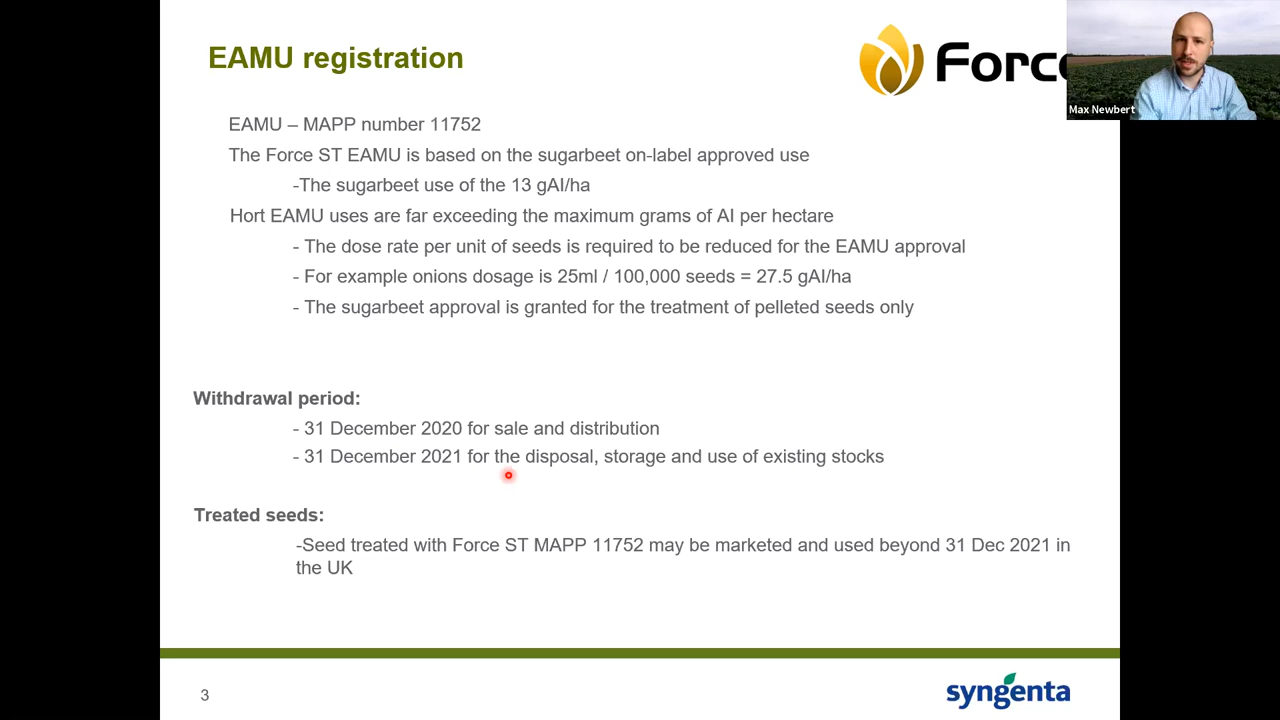 EAMU registration
Force
Max Newbert
syngenta
EAMU – MAPP number 11752
The Force ST EAMU is based on the sugarbeet on-label approved use
-The sugarbeet use of the 13 gAI/ha
Hort EAMU uses are far exceeding the maximum grams of AI per hectare
- The dose rate per unit of seeds is required to be reduced for the EAMU approval
- For example onions dosage is 25ml / 100,000 seeds = 27.5 gAI/ha
- The sugarbeet approval is granted for the treatment of pelleted seeds only
Withdrawal period:
- 31 December 2020 for sale and distribution
- 31 December 2021 for the disposal, storage and use of existing stocks
Treated seeds:
-Seed treated with Force ST MAPP 11752 may be marketed and used beyond 31 Dec 2021 in
the UK
3
syngenta